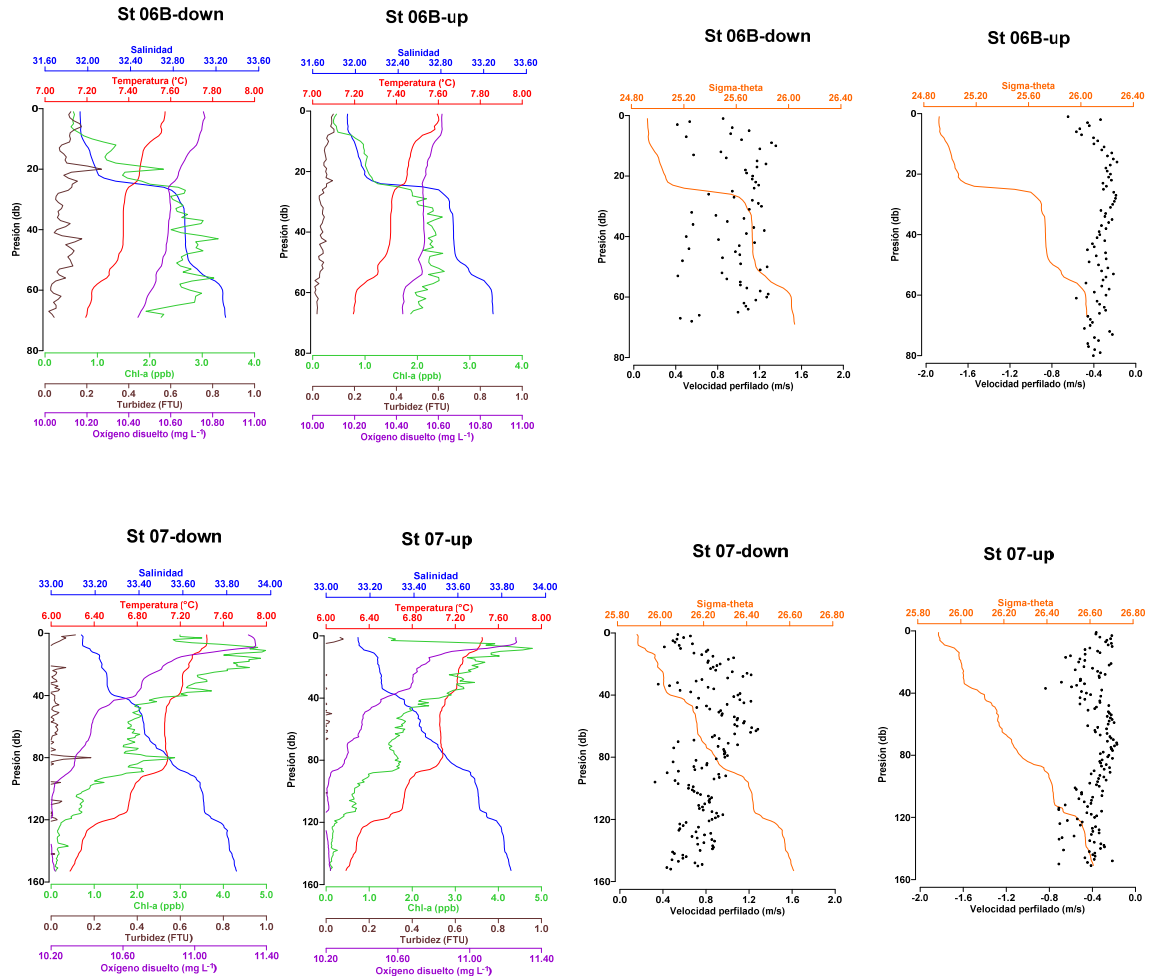 St 06B-down
Salinidad
31.60 32.00 32.40 32.80 33.20 33.60
Temperatura (°C)
7.00 7.20 7.40 7.60 7.80 8.00
0
20
40
60
80
Presión (db)
0.0 1.0 2.0 3.0 4.0
Chl-a (ppb)
0.0 0.2 0.4 0.6 0.8 1.0
Turbidez (FTU)
10.00 10.20 10.40 10.60 10.80 11.00
Oxígeno disuelto (mg L-1)
St 06B-up
Salinidad
31.60 32.00 32.40 32.80 33.20 33.60
Temperatura (°C)
7.00 7.20 7.40 7.60 7.80 8.00
0
20
40
60
80
Presión (db)
0.0 1.0 2.0 3.0 4.0
Chl-a (ppb)
0.0 0.2 0.4 0.6 0.8 1.0
Turbidez (FTU)
10.00 10.20 10.40 10.60 10.80 11.00
Oxígeno disuelto (mg L-1)
St 06B-down
Sigma-theta
24.80 25.20 25.60 26.00 26.40
0
20
40
60
80
Presión (db)
0.0 0.4 0.8 1.2 1.6 2.0
Velocidad perfilado (m/s)
St 06B-up
Sigma-theta
24.80 25.20 25.60 26.00 26.40
0
20
40
60
80
Presión (db)
-2.0 -1.6 -1.2 -0.8 -0.4 0.0
Velocidad perfilado (m/s)
St 07-down
Salinidad
33.00 33.20 33.40 33.60 33.80 34.00
Temperatura (°C)
6.00 6.40 6.80 7.20 7.60 8.00
0
40
80
120
160
Presión (db)
0.0 1.0 2.0 3.0 4.0 5.0
Chl-a (ppb)
0.0 0.2 0.4 0.6 0.8 1.0
Turbidez (FTU)
10.20 10.60 11.00 11.40
Oxígeno disuelto (mg L-1)
St 07-up
Salinidad
33.00 33.20 33.40 33.60 33.80 34.00
Temperatura (°C)
6.00 6.40 6.80 7.20 7.60 8.00
0
40
80
120
160
Presión (db)
0.0 1.0 2.0 3.0 4.0 5.0
Chl-a (ppb)
0.0 0.2 0.4 0.6 0.8 1.0
Turbidez (FTU)
10.20 10.60 11.00 11.40
Oxígeno disuelto (mg L-1)
St 07-down
Sigma-theta
25.80 26.00 26.20 26.40 26.60 26.80
0
40
80
120
160
Presión (db)
0.0 0.4 0.8 1.2 1.6 2.0
Velocidad perfilado (m/s)
St 07-up
Sigma-theta
25.80 26.00 26.20 26.40 26.60 26.80
0
40
80
120
160
Presión (db)
-2.0 -1.6 -1.2 -0.8 -0.4 0.0
Velocidad perfilado (m/s)